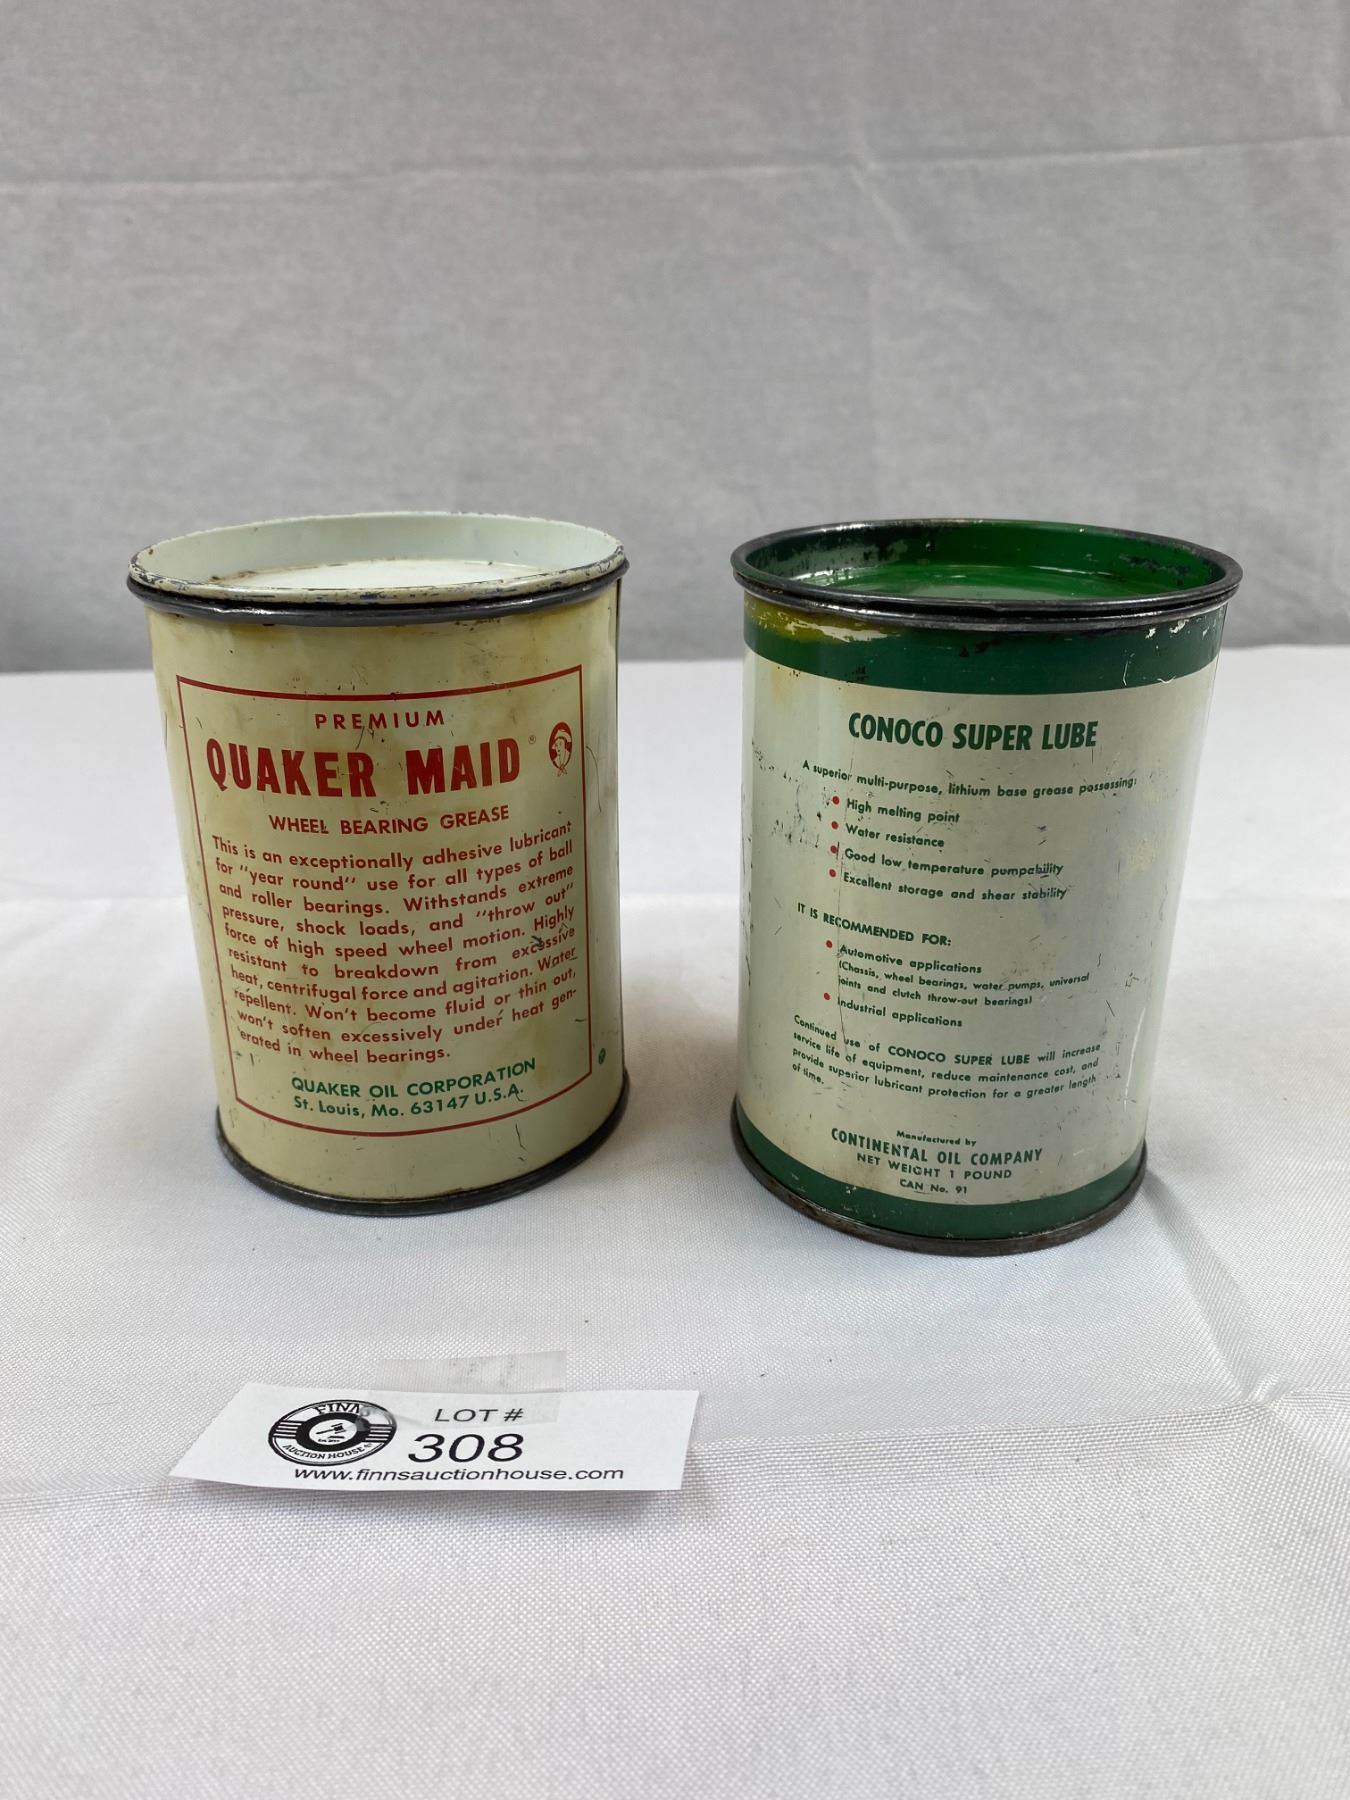 PREMIUM
QUAKER MAID®
WHEEL BEARING GREASE
This is an exceptionally adhesive lubricant
for "year round" use for all types of ball
and roller bearings. Withstands extreme
pressure, shock loads, and "throw out"
force of high speed wheel motion. Highly
resistant to breakdown from excessive
heat, centrifugal force and agitation. Water
repellent. Won't become fluid or thin out,
won't soften excessively under heat gen-
erated in wheel bearings.
QUAKER OIL CORPORATION
St. Louis, Mo. 63147 U.S.A.
CONOCO SUPER LUBE
A superior multi-purpose, lithium base grease possessing:
• High melting point
• Water resistance
• Good low temperature pumpability
• Excellent storage and shear stability
IT IS RECOMMENDED FOR:
• Automotive applications
(Chassis, wheel bearings, water pumps, universal
joints and clutch throw-out bearings)
• Industrial applications
Continued use of CONOCO SUPER LUBE will increase
service life of equipment, reduce maintenance cost, and
provide superior lubricant protection for a greater length
of time.
Manufactured by
CONTINENTAL OIL COMPANY
NET WEIGHT 1 POUND
CAN No. 91
FINN'S
AUCTION HOUSE
LOT #
308
www.finnsauctionhouse.com